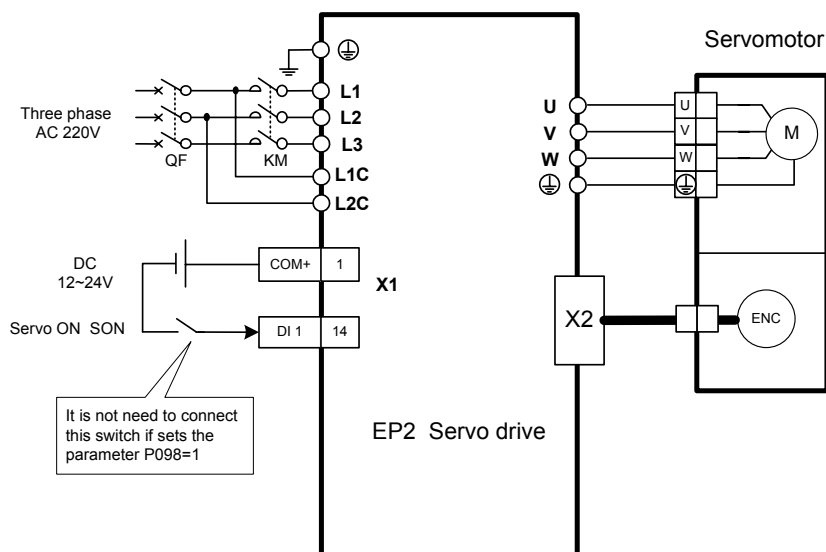 Servomotor
Three phase
AC 220V
QF
KM
L1
L2
L3
L1C
L2C
U
V
W
U
V
W
M
DC
12~24V
COM+
1
X1
Servo ON SON
DI 1
14
X2
ENC
It is not need to connect
this switch if sets the
parameter P098=1
EP2 Servo drive